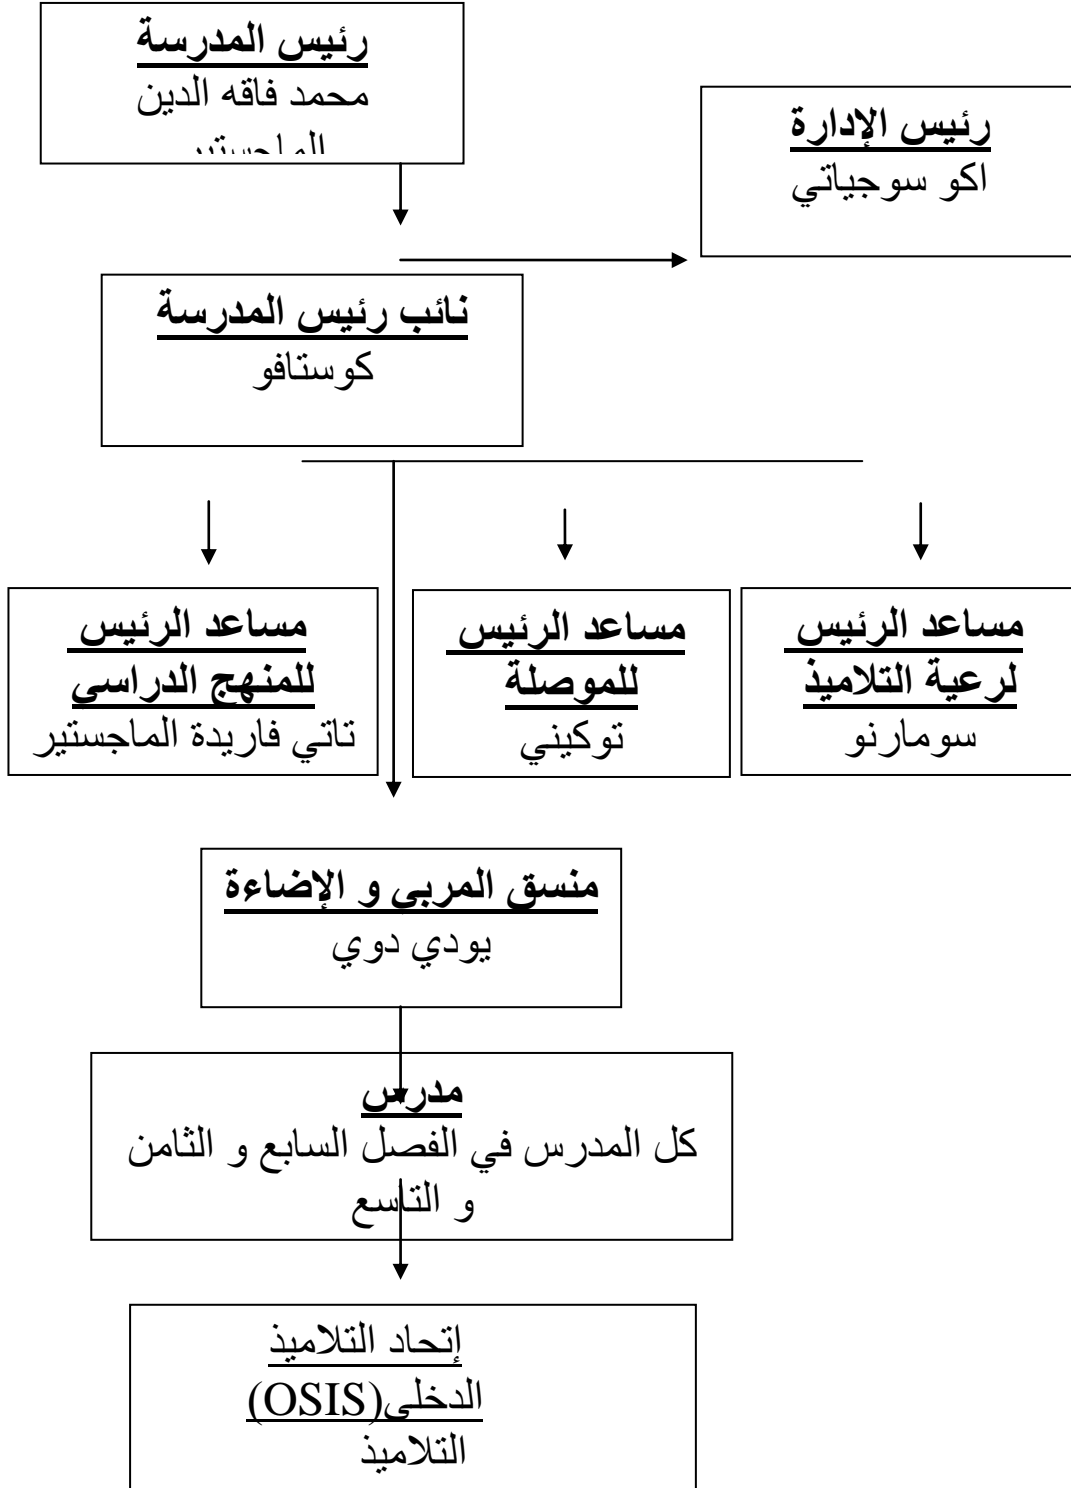 رئيس المدرسة
محمد فاقه الدين
الماجستير
رئيس الإدارة
اكو سوجياتي
نائب رئيس المدرسة
كوستافو
مساعد الرئيس
لرعية التلاميذ
سومارنو
مساعد الرئيس
للموصلة
توكيني
مساعد الرئيس
للمنهج الدراسي
تاتي فاريدة الماجستير
منسق المربي و الإضاءة
يودي دوي
مدرس
كل المدرس في الفصل السابع و الثامن
و التاسع
إتحاد التلاميذ
الدخلي(OSIS)
التلاميذ